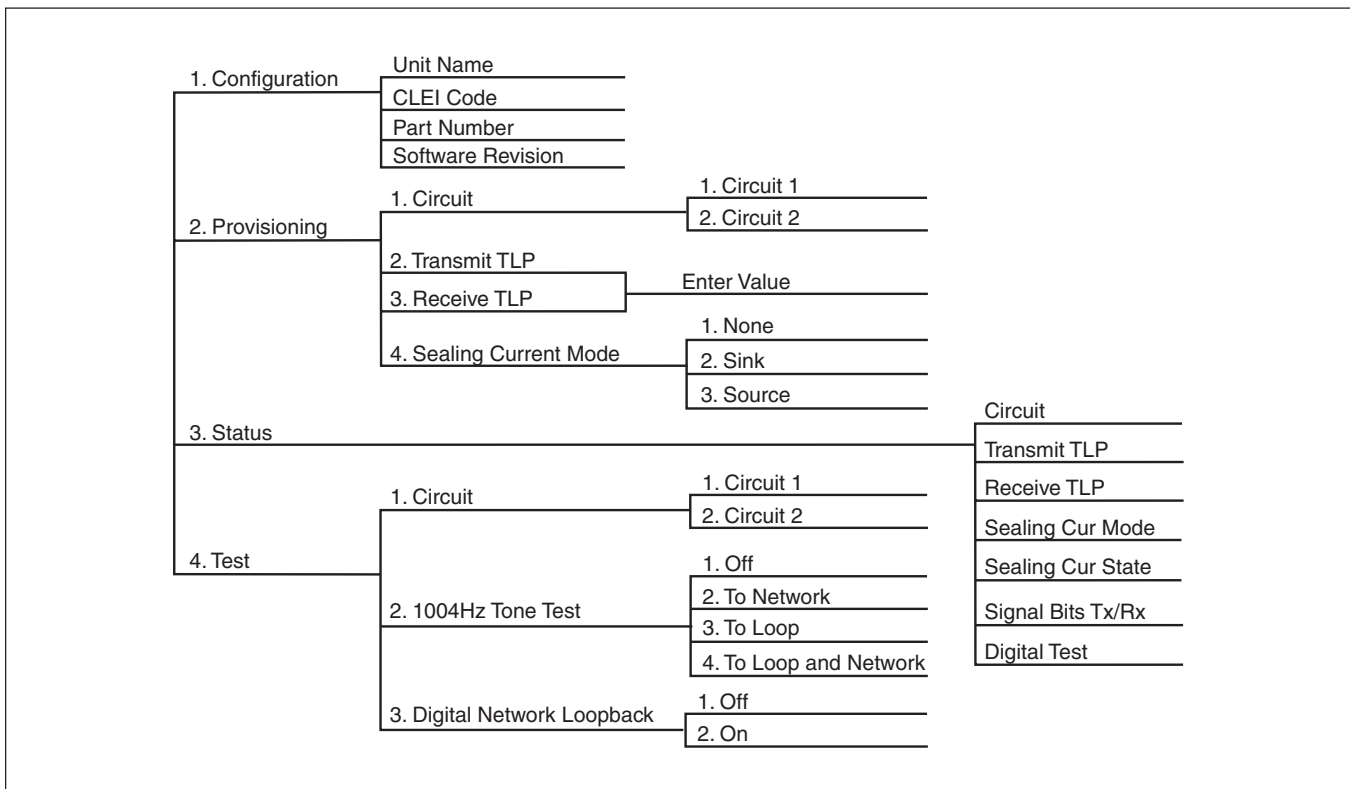 1. Configuration
Unit Name
CLEI Code
Part Number
Software Revision
2. Provisioning
1. Circuit
1. Circuit 1
2. Circuit 2
2. Transmit TLP
3. Receive TLP
Enter Value
4. Sealing Current Mode
1. None
2. Sink
3. Source
3. Status
Circuit
Transmit TLP
Receive TLP
Sealing Cur Mode
Sealing Cur State
Signal Bits Tx/Rx
Digital Test
4. Test
1. Circuit
1. Circuit 1
2. Circuit 2
2. 1004Hz Tone Test
1. Off
2. To Network
3. To Loop
4. To Loop and Network
3. Digital Network Loopback
1. Off
2. On